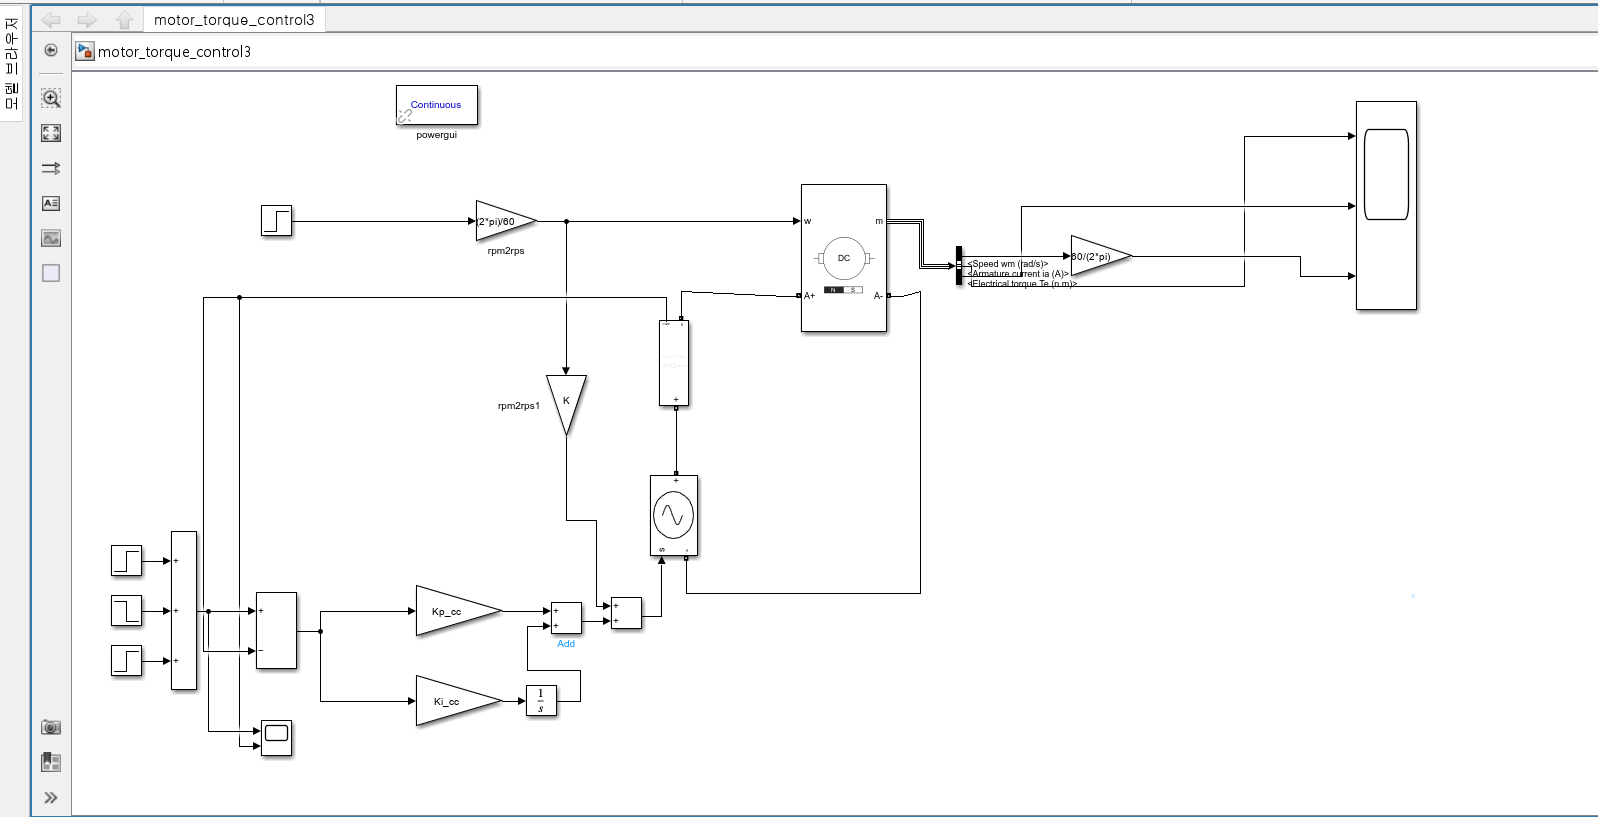 motor_torque_control3
모델 브라우저
motor_torque_control3
Continuous
powergui
(2*pi)/60
rpm2rps
w
m
DC
N
S
A+
A-
<Speed wm (rad/s)>
<Armature current ia (A)>
<Electrical torque Te (n m)>
60/(2*pi)
K
rpm2rps1
+
+
s
-
+
+
+
+
−
Kp_cc
+
+
Add
+
+
Ki_cc
1
s